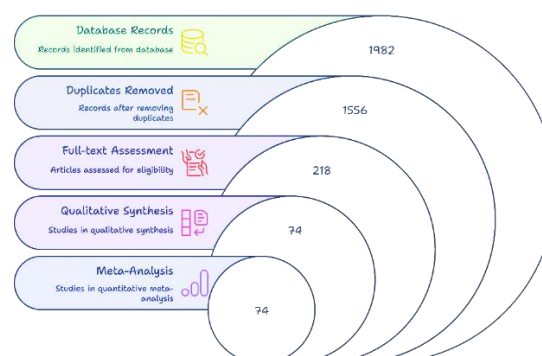 Database Records
Records identified from database
1982
Duplicates Removed
Records after removing
duplicates
1556
Full-text Assessment
Articles assessed for eligibility
218
Qualitative Synthesis
Studies in qualitative synthesis
74
Meta-Analysis
Studies in quantitative meta-
analysis
74